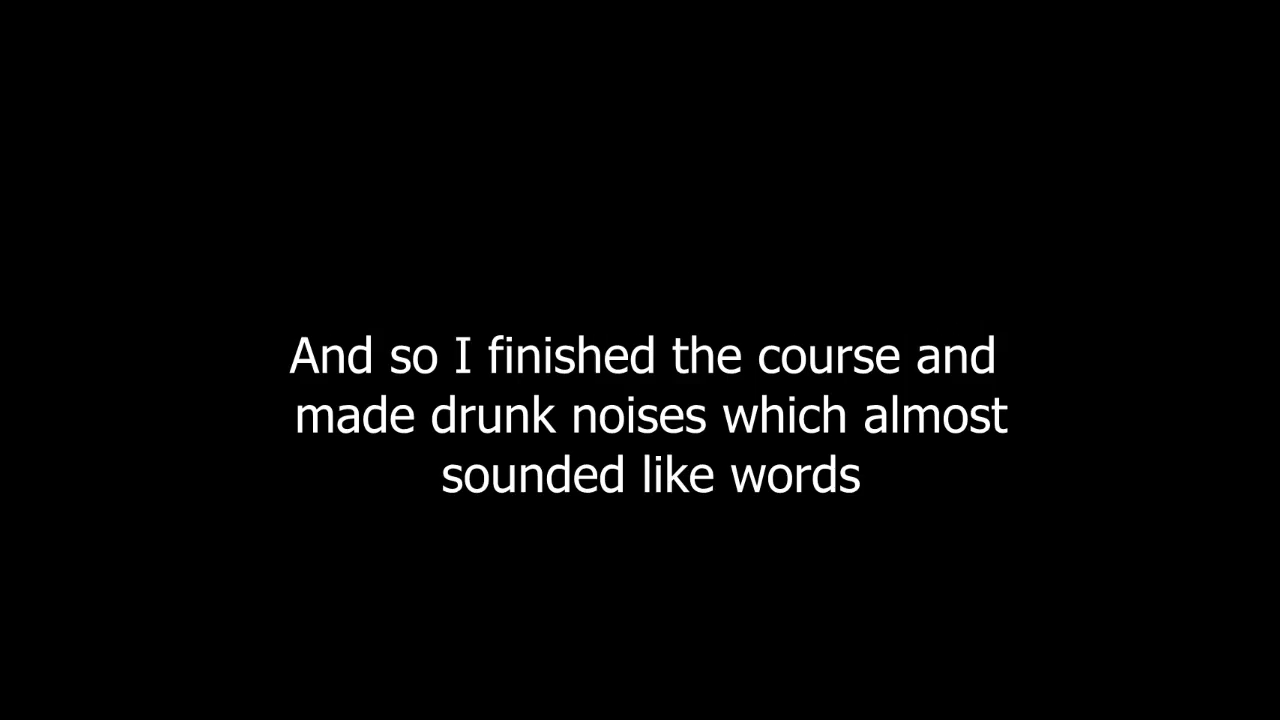 And so I finished the course and
made drunk noises which almost
sounded like words